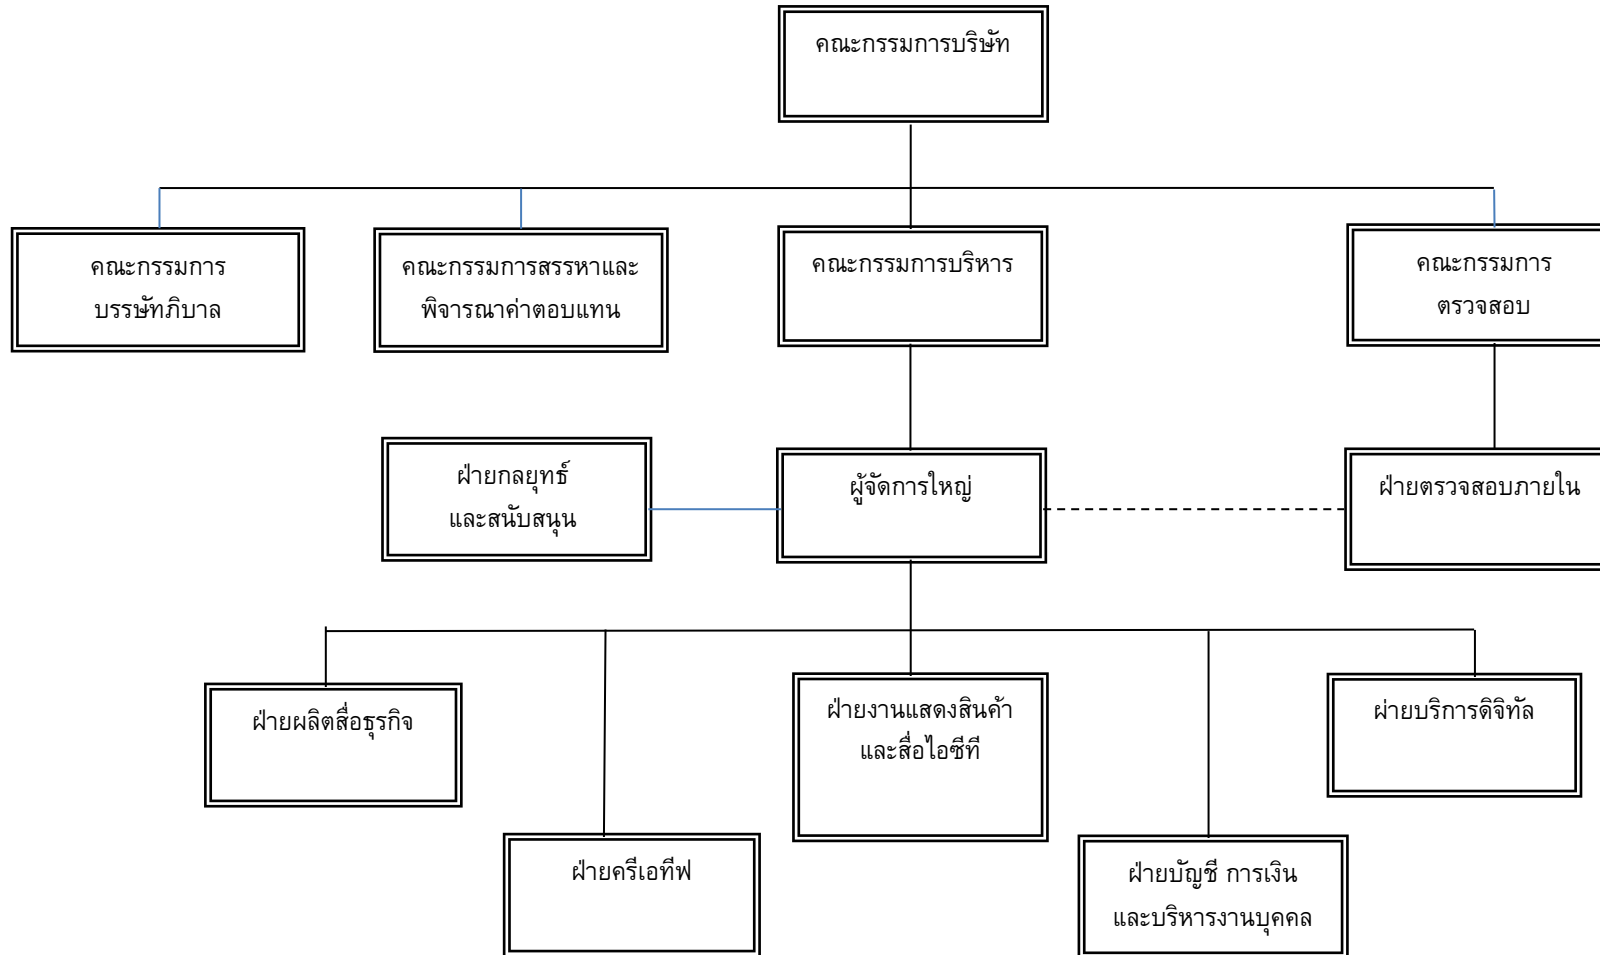 คณะกรรมการบริษัท
คณะกรรมการ
บรรษัทภิบาล
คณะกรรมการสรรหาและ
พิจารณาค่าตอบแทน
คณะกรรมการบริหาร
คณะกรรมการ
ตรวจสอบ
ฝ่ายกลยุทธ์
และสนับสนุน
ผู้จัดการใหญ่
ฝ่ายตรวจสอบภายใน
ฝ่ายผลิตสื่อธุรกิจ
ฝ่ายงานแสดงสินค้า
และสื่อไอซีที
ผ่ายบริการดิจิทัล
ฝ่ายครีเอทีฟ
ฝ่ายบัญชี การเงิน
และบริหารงานบุคคล